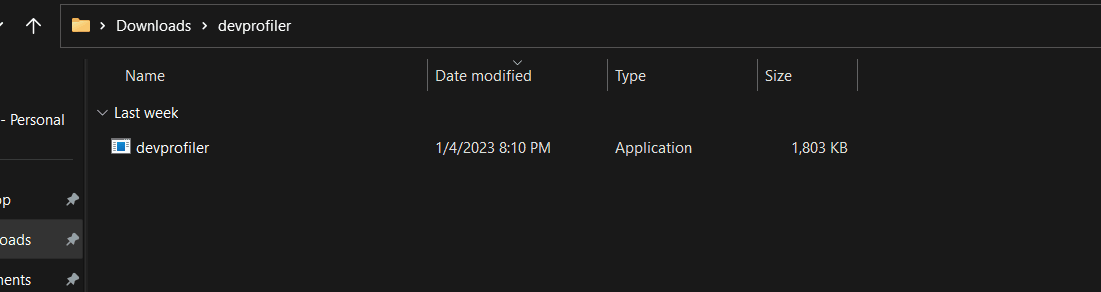 Downloads > devprofiler
Name Date modified Type Size
Last week
- Personal
devprofiler 1/4/2023 8:10 PM Application 1,803 KB
op
oads
nents